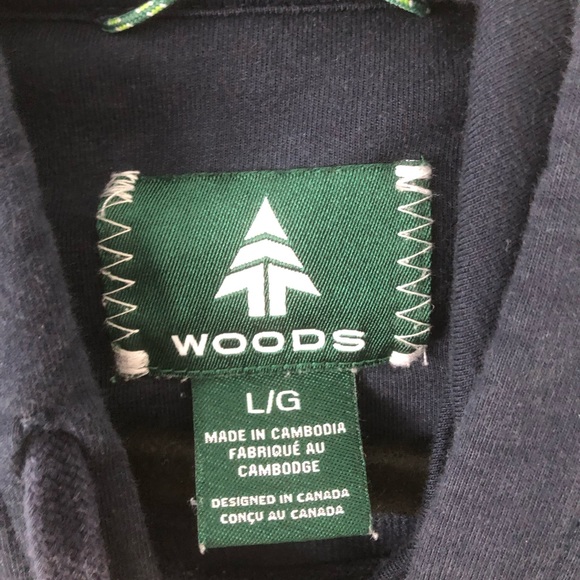 WOODS
L/G
MADE IN CAMBODIA
FABRIQUÉ AU
CAMBODGE
DESIGNED IN CANADA
CONÇU AU CANADA